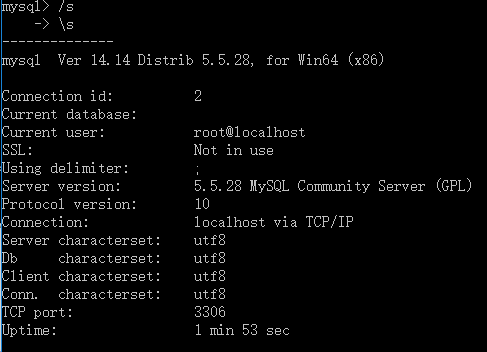 mysql> /s
    -> \s
--------------
mysql  Ver 14.14 Distrib 5.5.28, for Win64 (x86)

Connection id:          2
Current database:
Current user:           root@localhost
SSL:                    Not in use
Using delimiter:        ;
Server version:         5.5.28 MySQL Community Server (GPL)
Protocol version:       10
Connection:             localhost via TCP/IP
Server characterset:    utf8
Db     characterset:    utf8
Client characterset:    utf8
Conn.  characterset:    utf8
TCP port:               3306
Uptime:                 1 min 53 sec